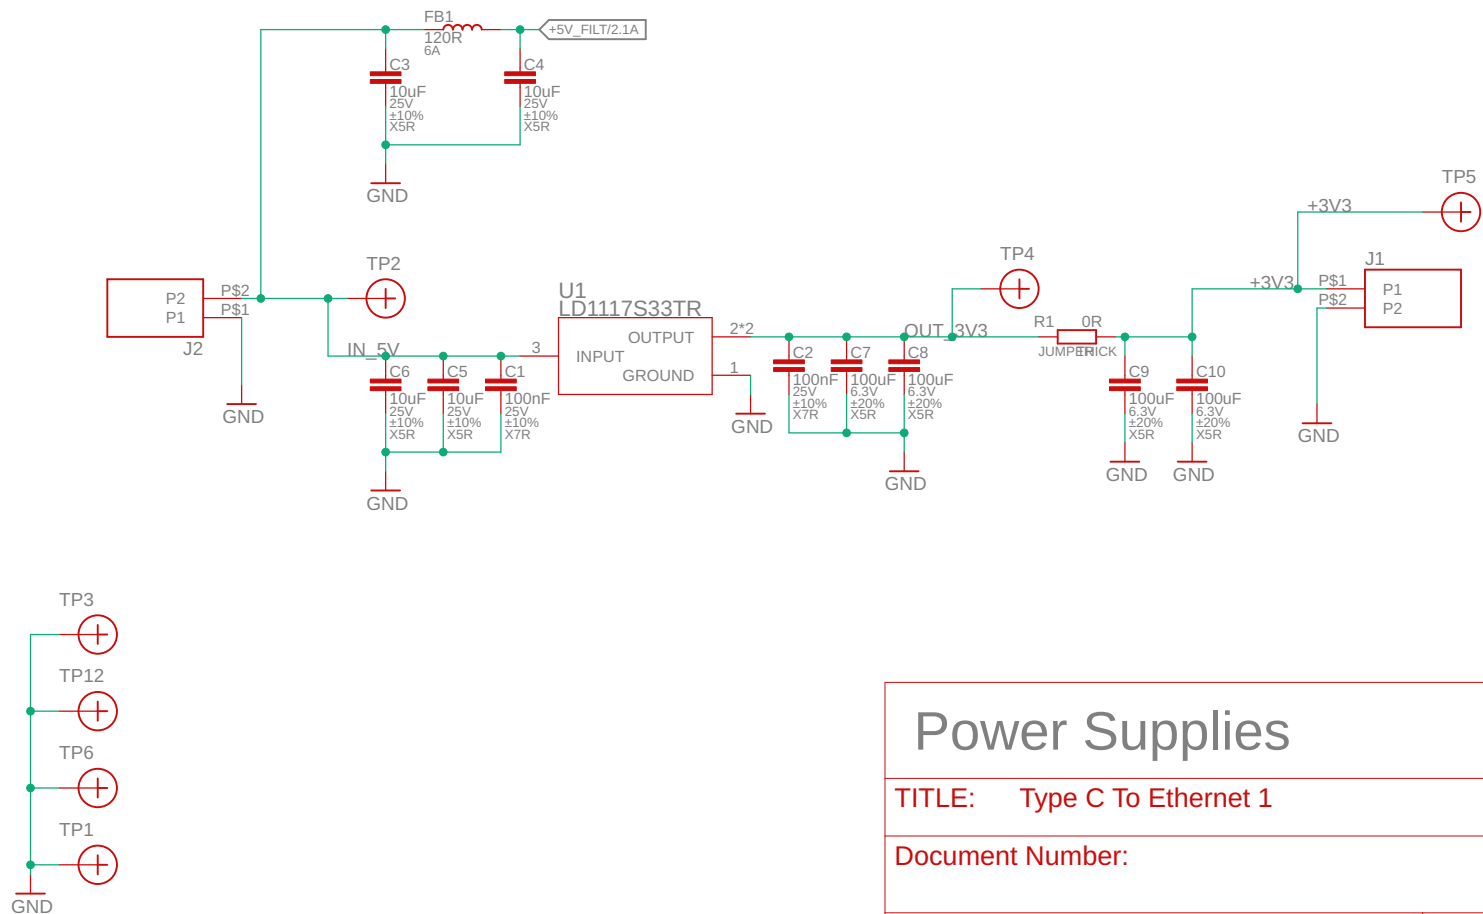 FB1
120R
6A
+5V_FILT/2.1A
C3
10uF
25V
±10%
X5R
C4
10uF
25V
±10%
X5R
GND
TP5
+3V3
TP2
TP4
J1
P2
P1
P$2
P$1
J2
GND
U1
LD1117S33TR
OUTPUT
INPUT
GROUND
3
2*2
1
GND
IN_5V
C6
10uF
25V
±10%
X5R
C5
10uF
25V
±10%
X5R
C1
100nF
25V
±10%
X7R
GND
C2
100nF
25V
±10%
X7R
C7
100uF
6.3V
±20%
X5R
OUT_3V3
C8
100uF
6.3V
±20%
X5R
GND
R1 0R
C9
100uF
6.3V
±20%
X5R
GND
C10
100uF
6.3V
±20%
X5R
GND
+3V3
P$1
P$2
P1
P2
GND
TP3
TP12
TP6
TP1
GND
Power Supplies
TITLE: Type C To Ethernet 1
Document Number: